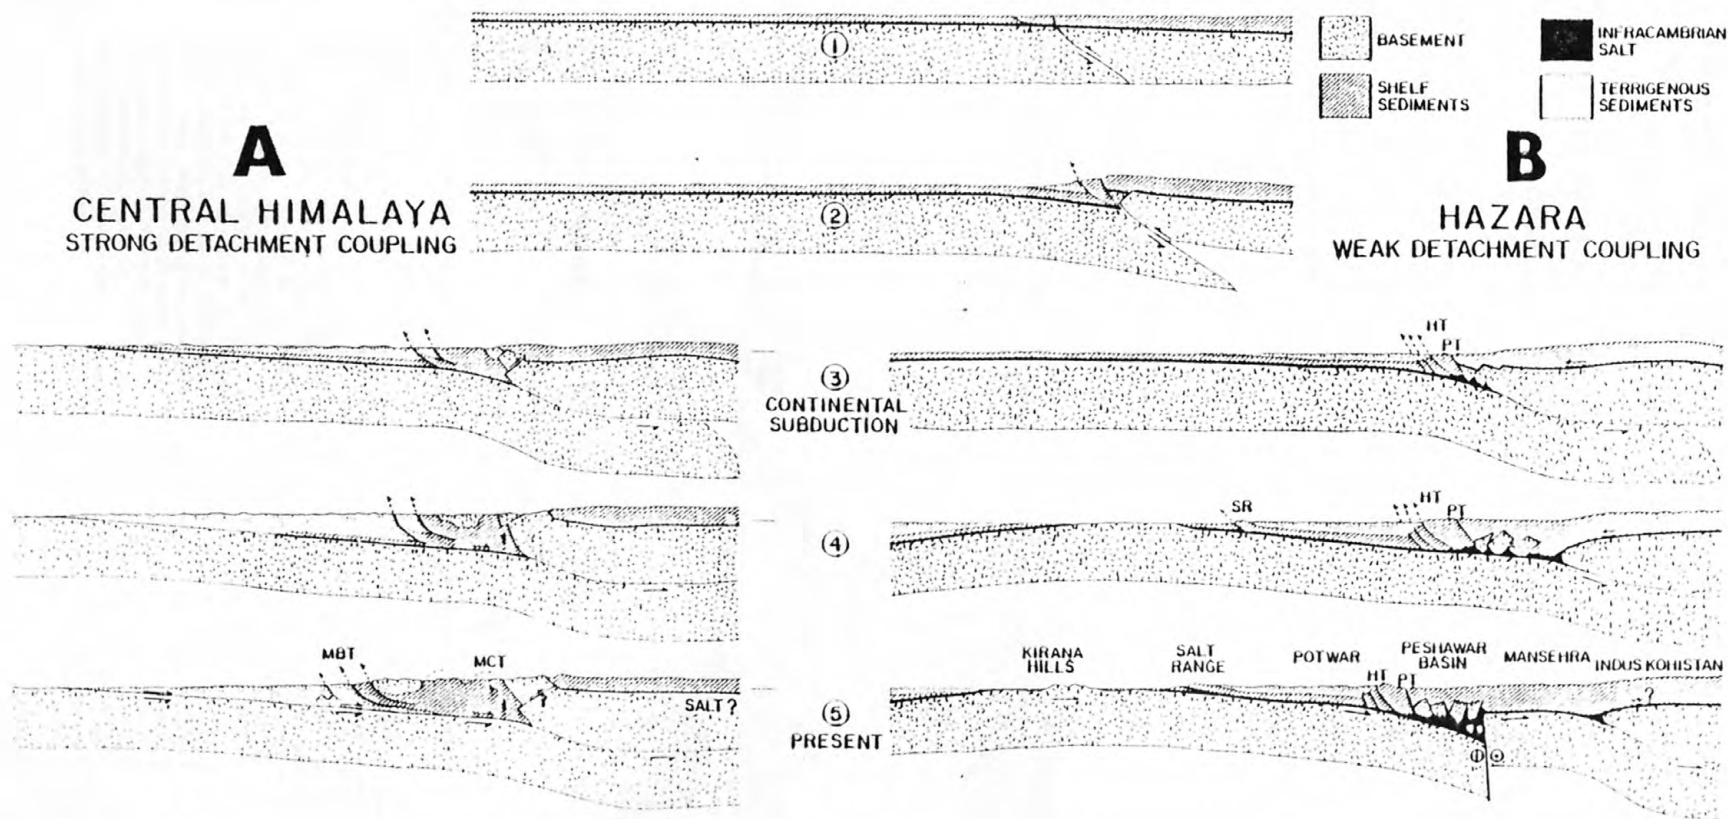 ①
BASEMENT
INFRACAMBRIAN
SALT
SHELF
SEDIMENTS
TERRIGENOUS
SEDIMENTS
A
CENTRAL HIMALAYA
STRONG DETACHMENT COUPLING
②
B
HAZARA
WEAK DETACHMENT COUPLING
③
CONTINENTAL
SUBDUCTION
HT
PT
④
SR
HT
PT
MBT
MCT
SALT?
⑤
PRESENT
KIRANA
HILLS
SALT
RANGE
POTWAR
PESHAWAR
BASIN
MANSEHRA
INDUS KOHISTAN
HT
PT
?